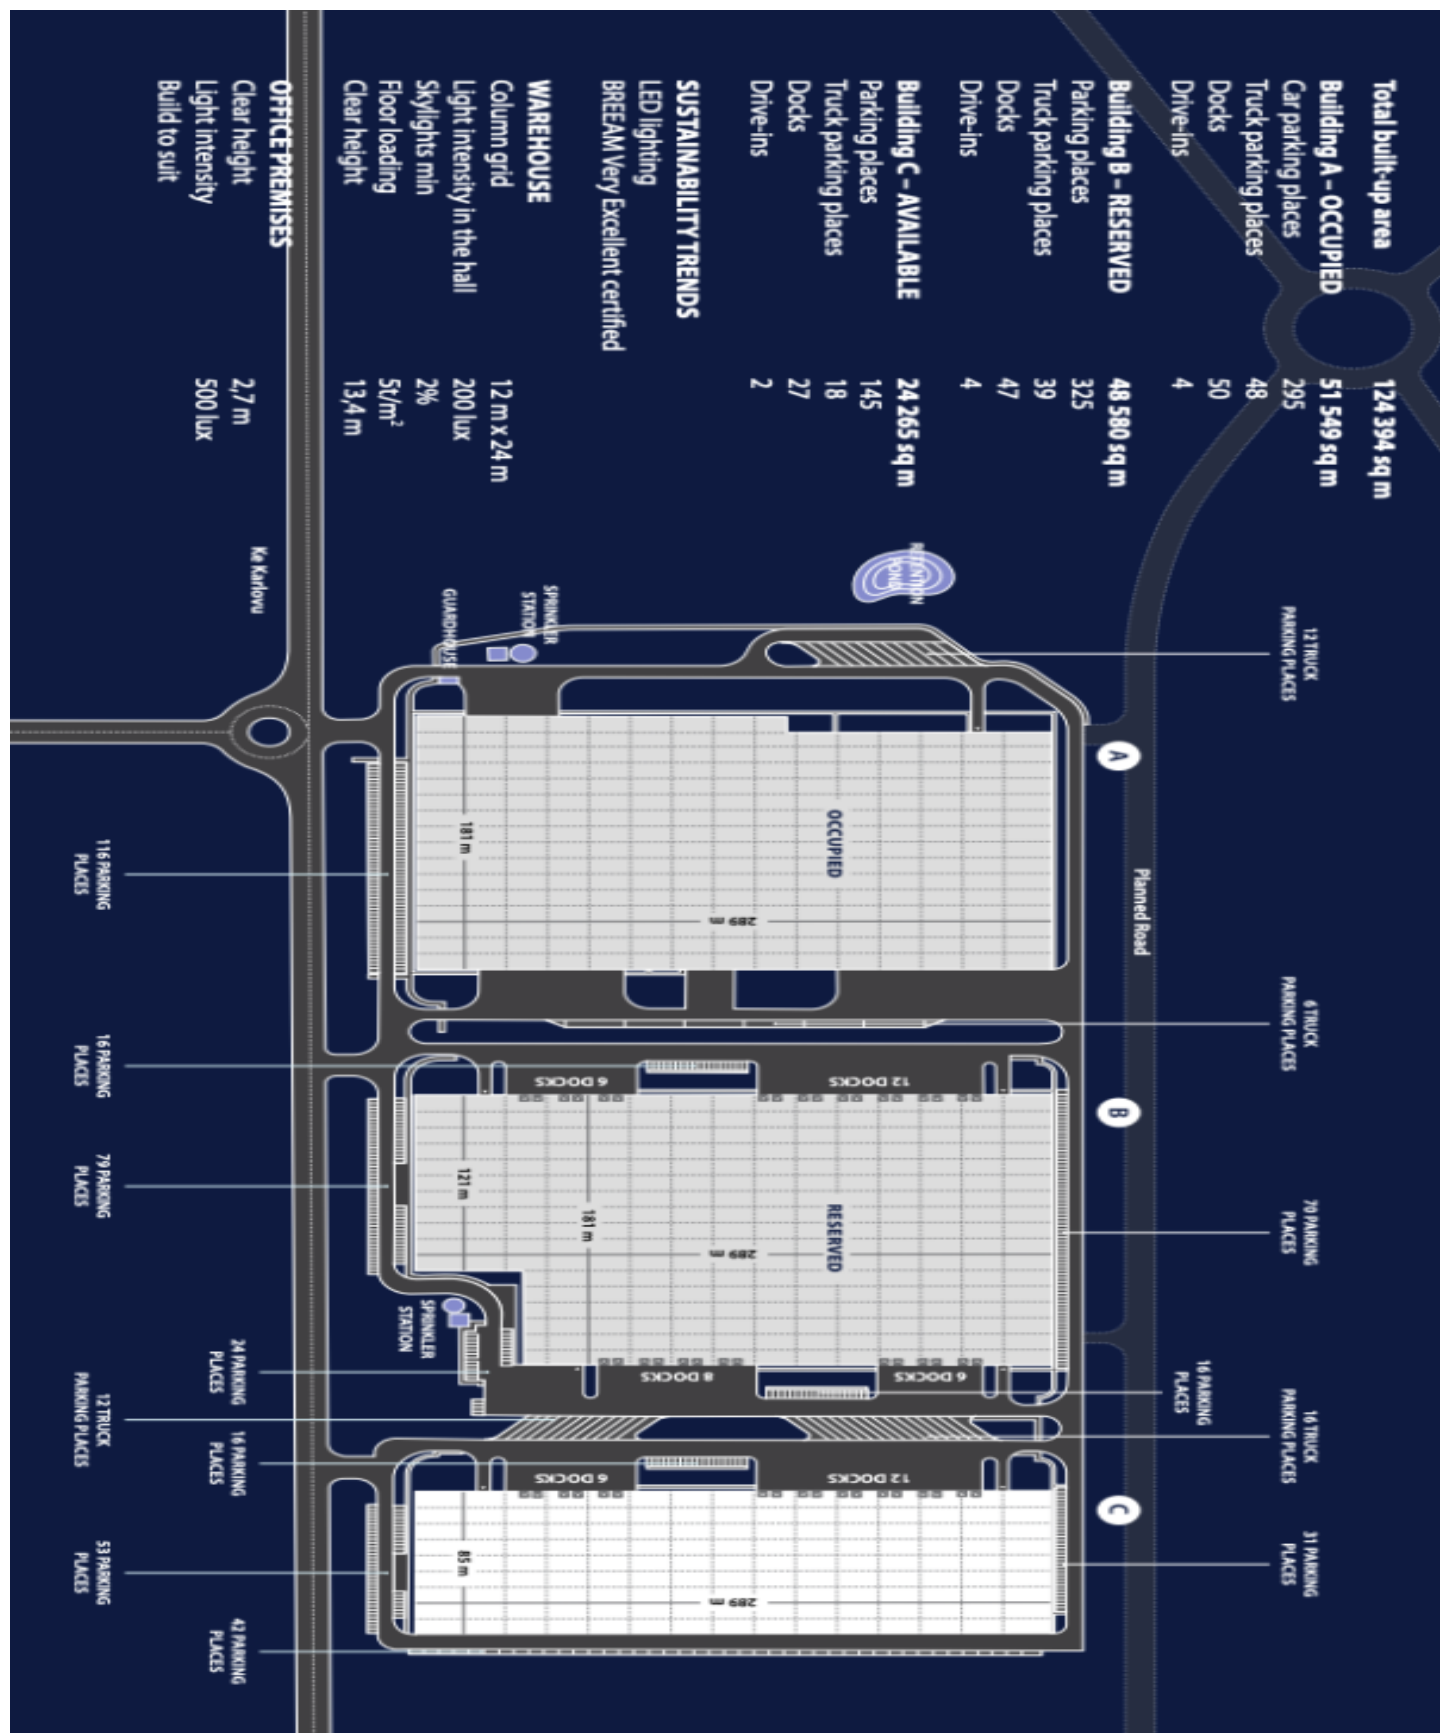 Total built-up area 124 394 sq m
Building A – OCCUPIED 51 549 sq m
Car parking places 295
Truck parking places 48
Docks 50
Drive-ins 4
Building B – RESERVED 48 580 sq m
Parking places 325
Truck parking places 39
Docks 47
Drive-ins 4
Building C – AVAILABLE 24 265 sq m
Parking places 145
Truck parking places 18
Docks 27
Drive-ins 2
SUSTAINABILITY TRENDS
LED lighting
BREEAM Very Excellent certified
WAREHOUSE
Column grid 12 m x 24 m
Light intensity in the hall 200 lux
Skylights min 2%
Floor loading 5t/m²
Clear height 13,4 m
OFFICE PREMISES
Clear height 2,7 m
Light intensity 500 lux
Build to suit
12 TRUCK
PARKING PLACES
6 TRUCK
PARKING PLACES
70 PARKING
PLACES
16 PARKING
PLACES
16 TRUCK
PARKING PLACES
31 PARKING
PLACES
Planned Road
A
B
C
RETENTION
POND
SPRINKLER
STATION
GUARDHOUSE
OCCUPIED
181 m
289 m
6 DOCKS
12 DOCKS
RESERVED
121 m
181 m
289 m
8 DOCKS
6 DOCKS
SPRINKLER
STATION
6 DOCKS
12 DOCKS
85 m
289 m
Ke Karlovu
116 PARKING
PLACES
16 PARKING
PLACES
79 PARKING
PLACES
24 PARKING
PLACES
12 TRUCK
PARKING PLACES
16 PARKING
PLACES
53 PARKING
PLACES
42 PARKING
PLACES